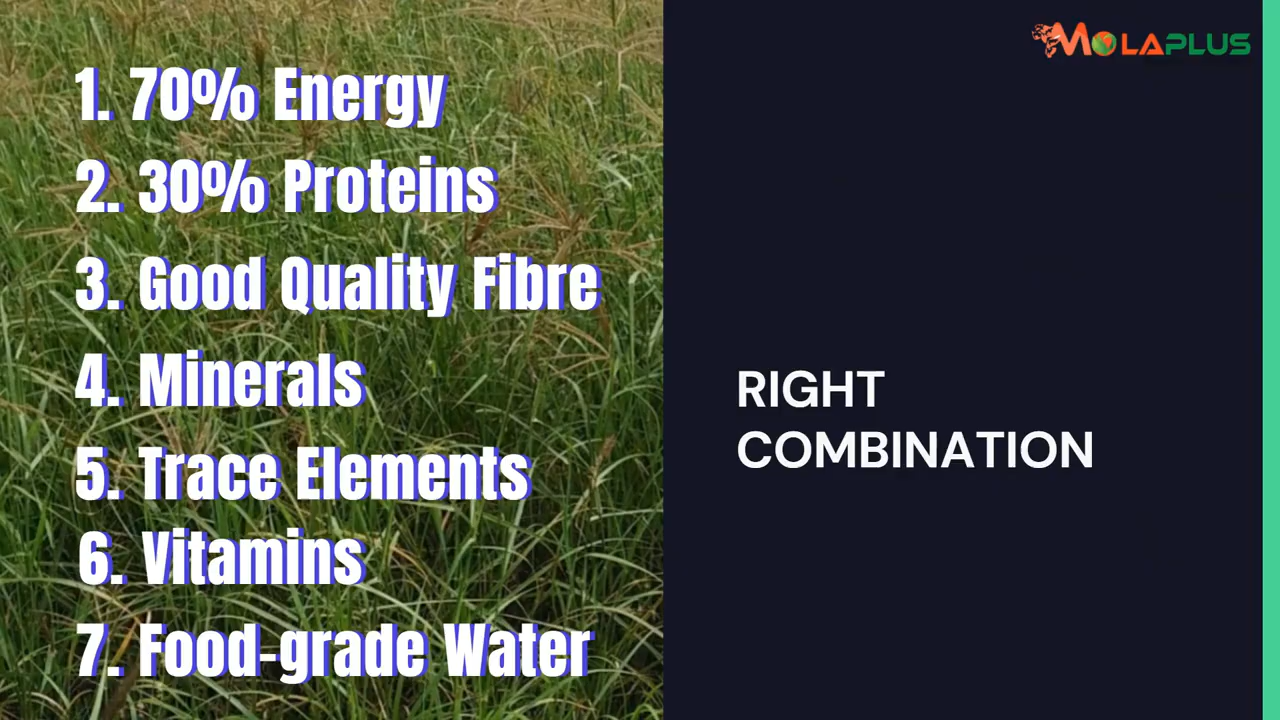 1. 70% Energy
2. 30% Proteins
3. Good Quality Fibre
4. Minerals
5. Trace Elements
6. Vitamins
7. Food-grade Water
MOLAPLUS
RIGHT
COMBINATION